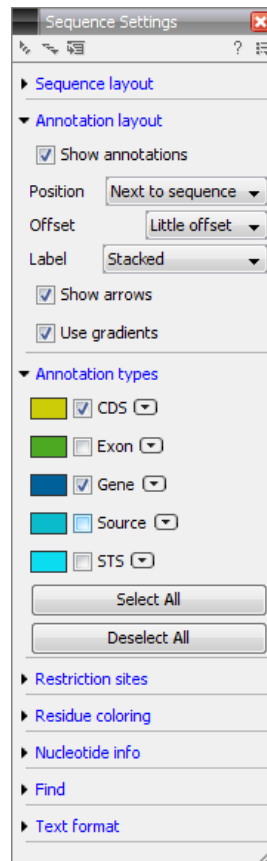 Sequence Settings
?
Sequence layout
Annotation layout
Show annotations
Position Next to sequence
Offset Little offset
Label Stacked
Show arrows
Use gradients
Annotation types
CDS
Exon
Gene
Source
STS
Select All
Deselect All
Restriction sites
Residue coloring
Nucleotide info
Find
Text format